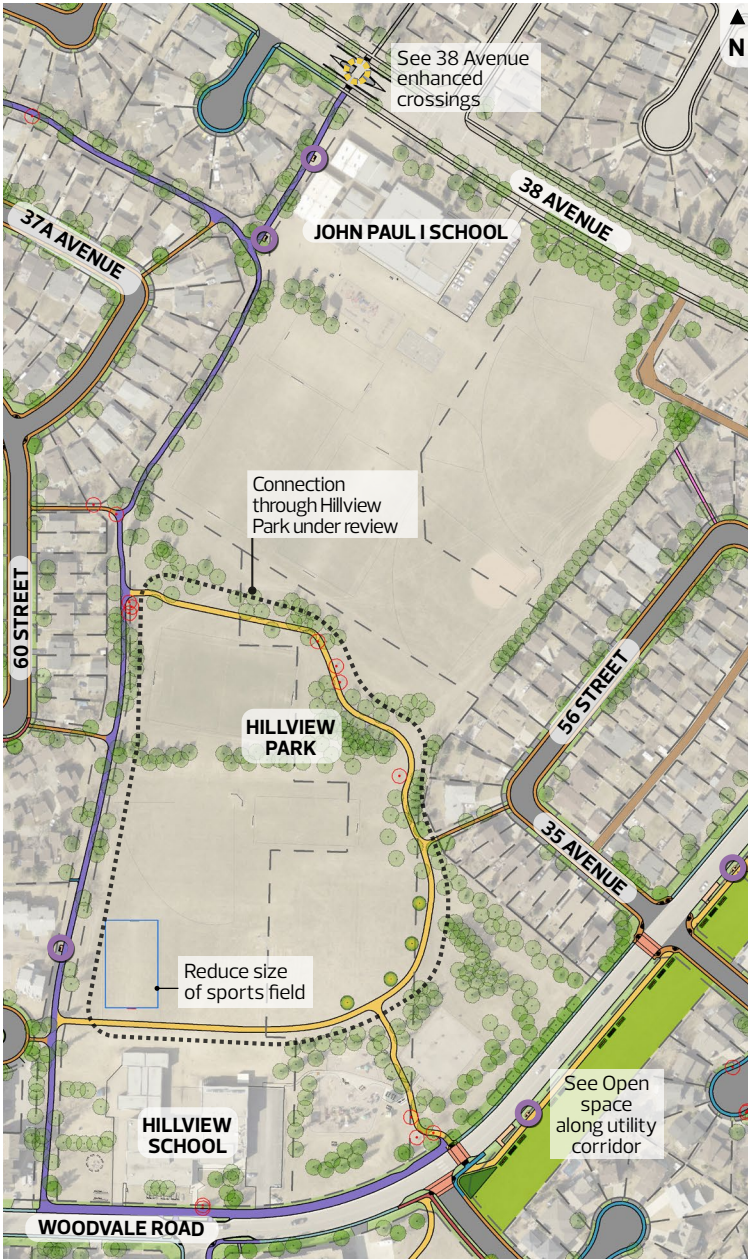 N
See 38 Avenue
enhanced
crossings
38 AVENUE
JOHN PAUL I SCHOOL
37A AVENUE
Connection
through Hillview
Park under review
60 STREET
56 STREET
HILLVIEW
PARK
35 AVENUE
Reduce size
of sports field
See Open
space
along utility
corridor
HILLVIEW
SCHOOL
WOODVALE ROAD